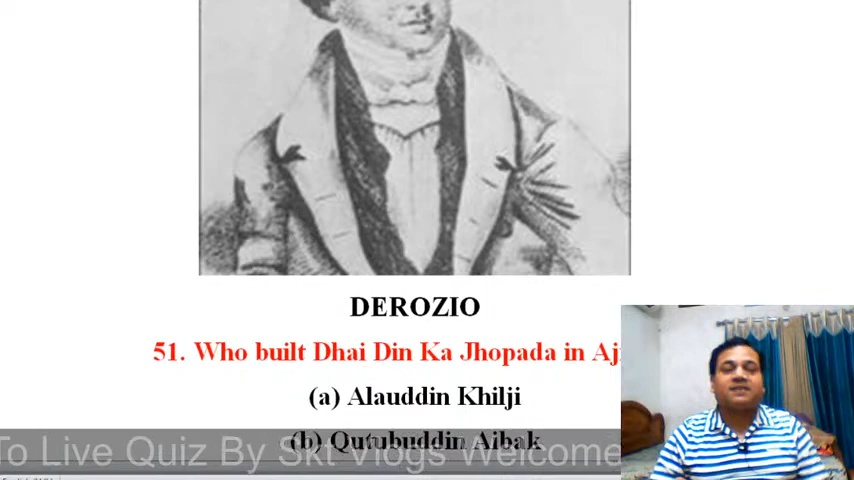 DEROZIO
51. Who built Dhai Din Ka Jhopada in Aj
(a) Alauddin Khilji
(b) Qutubuddin Aibak
To Live Quiz By Skt Vlogs Welcome